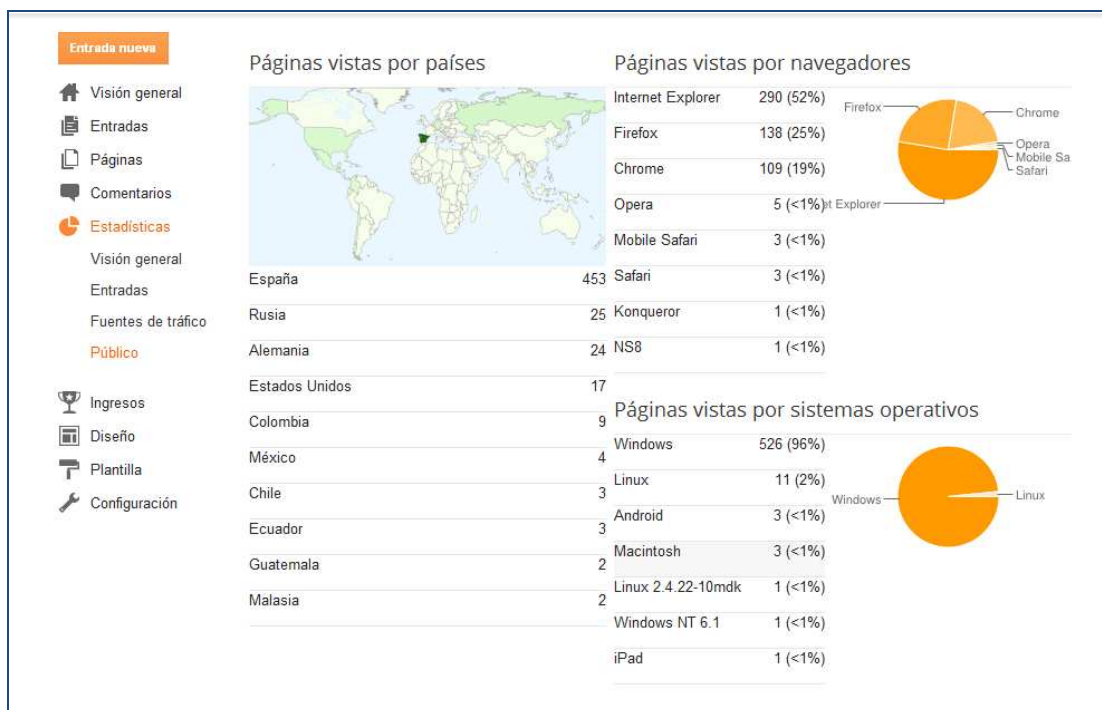 Entrada nueva
Visión general
Entradas
Páginas
Comentarios
Estadísticas
Visión general
Entradas
Fuentes de tráfico
Público
Ingresos
Diseño
Plantilla
Configuración
Páginas vistas por países
España 453
Rusia 25
Alemania 24
Estados Unidos 17
Colombia 9
México 4
Chile 3
Ecuador 3
Guatemala 2
Malasia 2
Páginas vistas por navegadores
Internet Explorer 290 (52%)
Firefox 138 (25%)
Chrome 109 (19%)
Opera 5 (<1%)
Mobile Safari 3 (<1%)
Safari 3 (<1%)
Konqueror 1 (<1%)
NS8 1 (<1%)
Firefox
Chrome
Opera
Mobile Sa
Safari
et Explorer
Páginas vistas por sistemas operativos
Windows 526 (96%)
Linux 11 (2%)
Android 3 (<1%)
Macintosh 3 (<1%)
Linux 2.4.22-10mdk 1 (<1%)
Windows NT 6.1 1 (<1%)
iPad 1 (<1%)
Windows
Linux